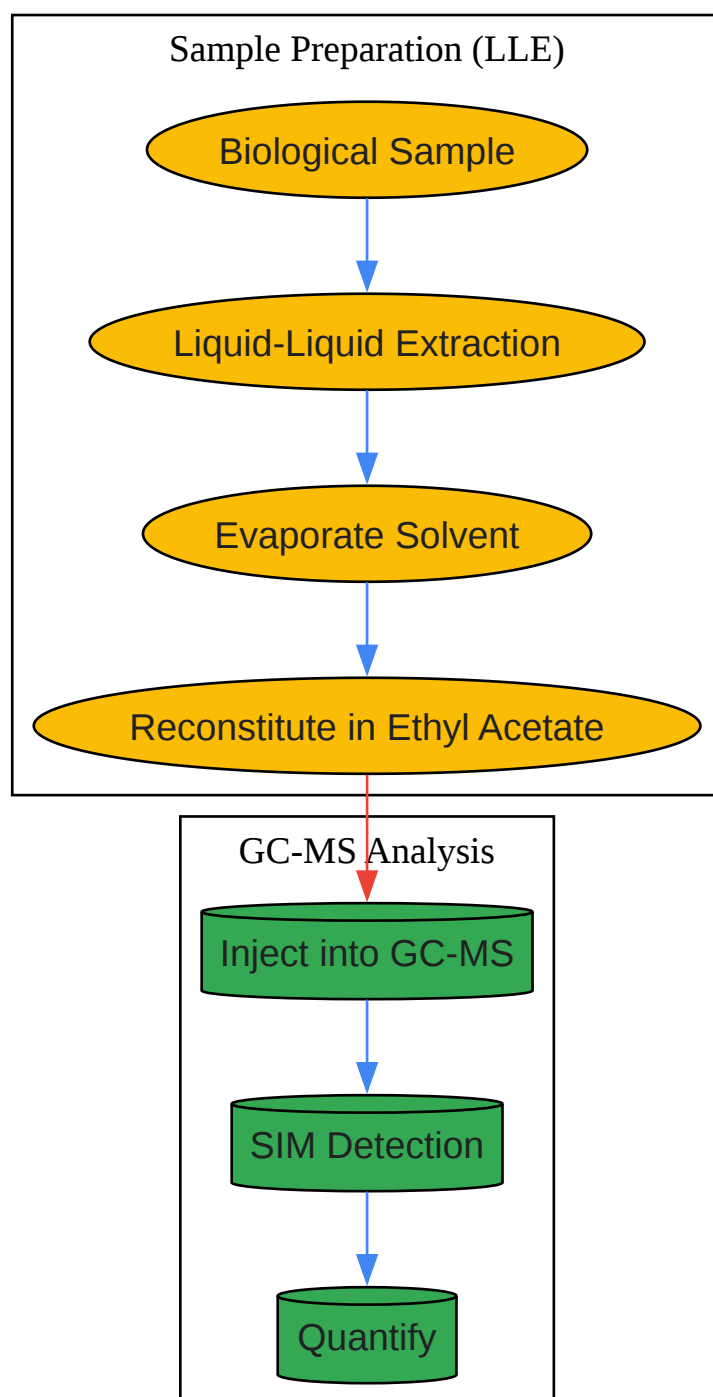 Sample Preparation (LLE)
Biological Sample
Liquid-Liquid Extraction
Evaporate Solvent
Reconstitute in Ethyl Acetate
GC-MS Analysis
Inject into GC-MS
SIM Detection
Quantify